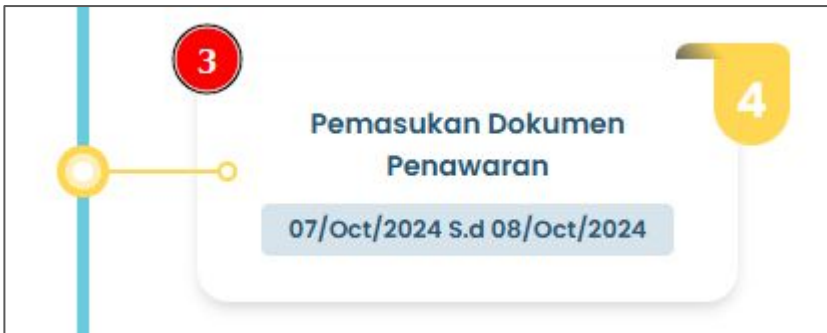 3
4
Pemasukan Dokumen
Penawaran
07/Oct/2024 S.d 08/Oct/2024